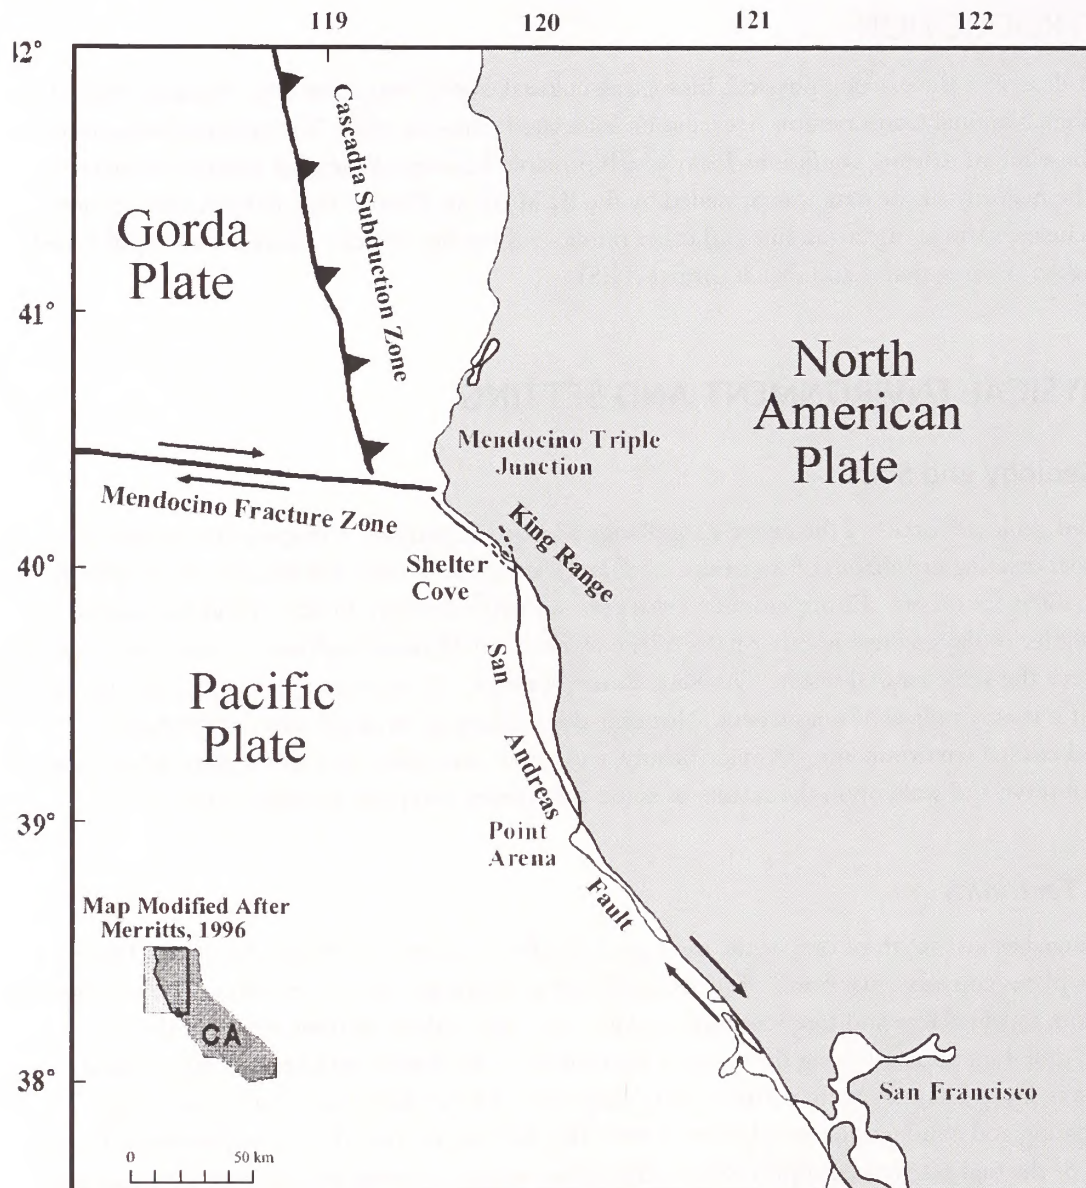 119 120 121 122
42°
Cascadia Subduction Zone
Gorda
Plate
41°
North
American
Plate
Mendocino Triple
Junction
Mendocino Fracture Zone
King Range
40°
Shelter
Cove
San
Andreas
Fault
Pacific
Plate
39°
Point
Arena
Map Modified After
Merritts, 1996
CA
38°
San Francisco
0 50 km